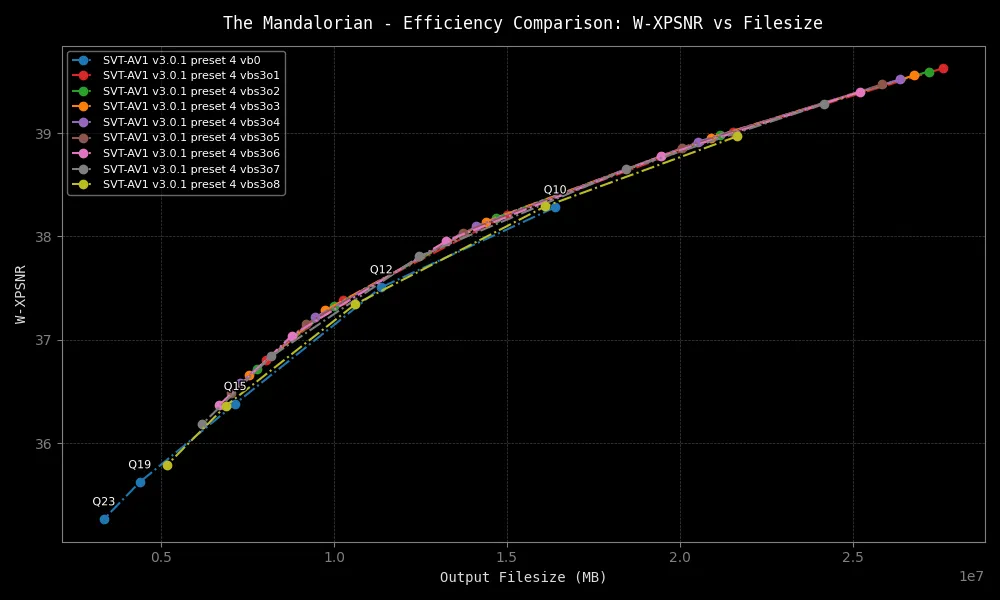 The Mandalorian - Efficiency Comparison: W-XPSNR vs Filesize
SVT-AV1 v3.0.1 preset 4 vb0
SVT-AV1 v3.0.1 preset 4 vbs3o1
SVT-AV1 v3.0.1 preset 4 vbs3o2
SVT-AV1 v3.0.1 preset 4 vbs3o3
SVT-AV1 v3.0.1 preset 4 vbs3o4
SVT-AV1 v3.0.1 preset 4 vbs3o5
SVT-AV1 v3.0.1 preset 4 vbs3o6
SVT-AV1 v3.0.1 preset 4 vbs3o7
SVT-AV1 v3.0.1 preset 4 vbs3o8
39
38
37
36
W-XPSNR
Q10
Q12
Q15
Q19
Q23
0.5
1.0
1.5
2.0
2.5
1e7
Output Filesize (MB)